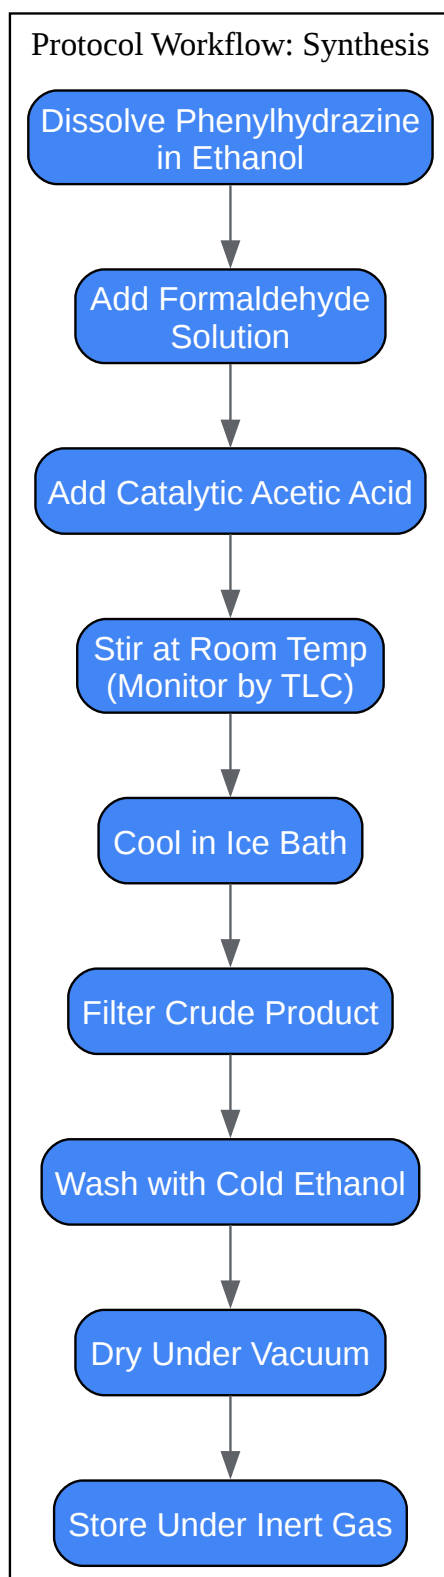 Protocol Workflow: Synthesis
Dissolve Phenylhydrazine
in Ethanol
Add Formaldehyde
Solution
Add Catalytic Acetic Acid
Stir at Room Temp
(Monitor by TLC)
Cool in Ice Bath
Filter Crude Product
Wash with Cold Ethanol
Dry Under Vacuum
Store Under Inert Gas